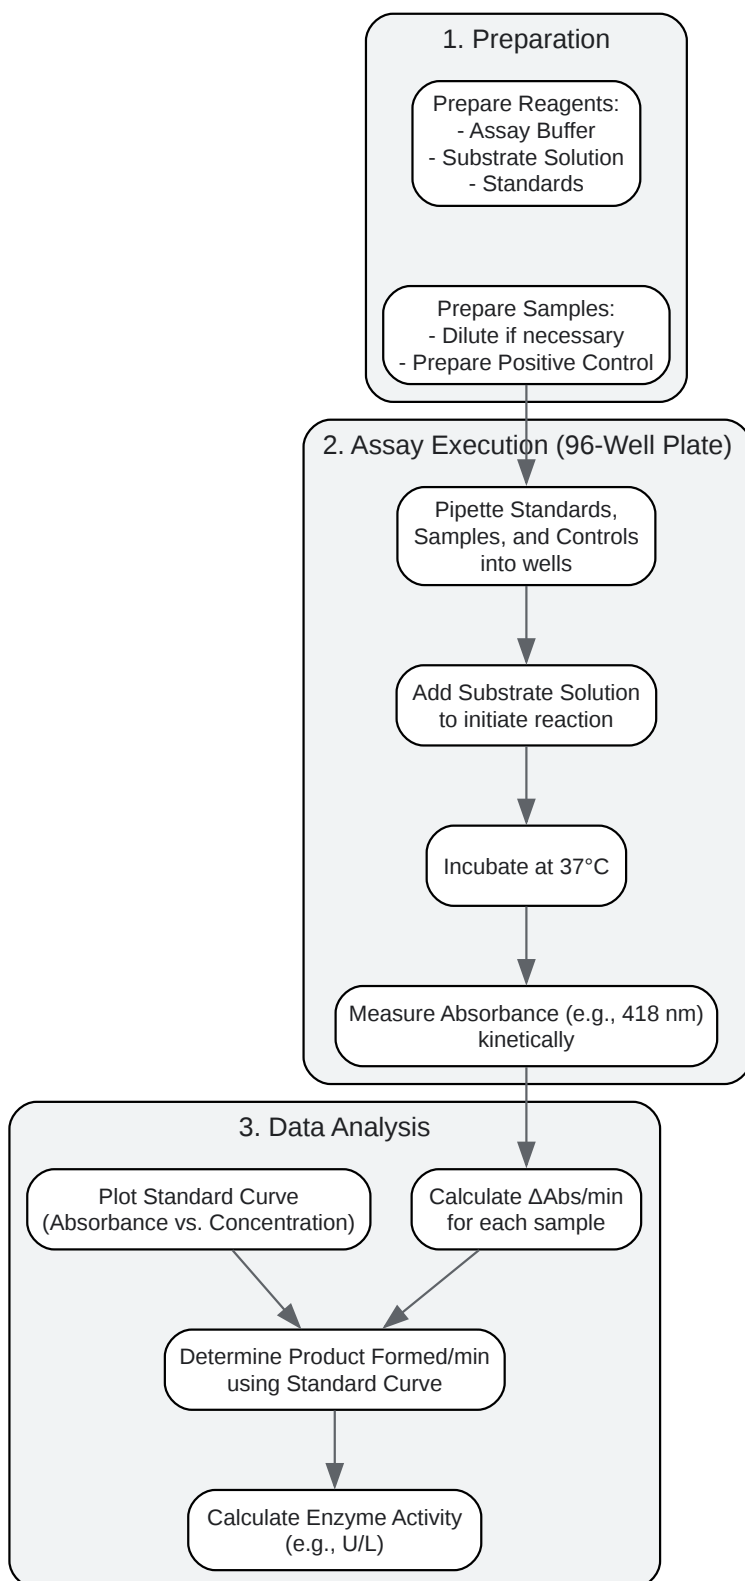 1. Preparation
Prepare Reagents:
- Assay Buffer
- Substrate Solution
- Standards
Prepare Samples:
- Dilute if necessary
- Prepare Positive Control
2. Assay Execution (96-Well Plate)
Pipette Standards,
Samples, and Controls
into wells
Add Substrate Solution
to initiate reaction
Incubate at 37°C
Measure Absorbance (e.g., 418 nm)
kinetically
3. Data Analysis
Plot Standard Curve
(Absorbance vs. Concentration)
Calculate ΔAbs/min
for each sample
Determine Product Formed/min
using Standard Curve
Calculate Enzyme Activity
(e.g., U/L)